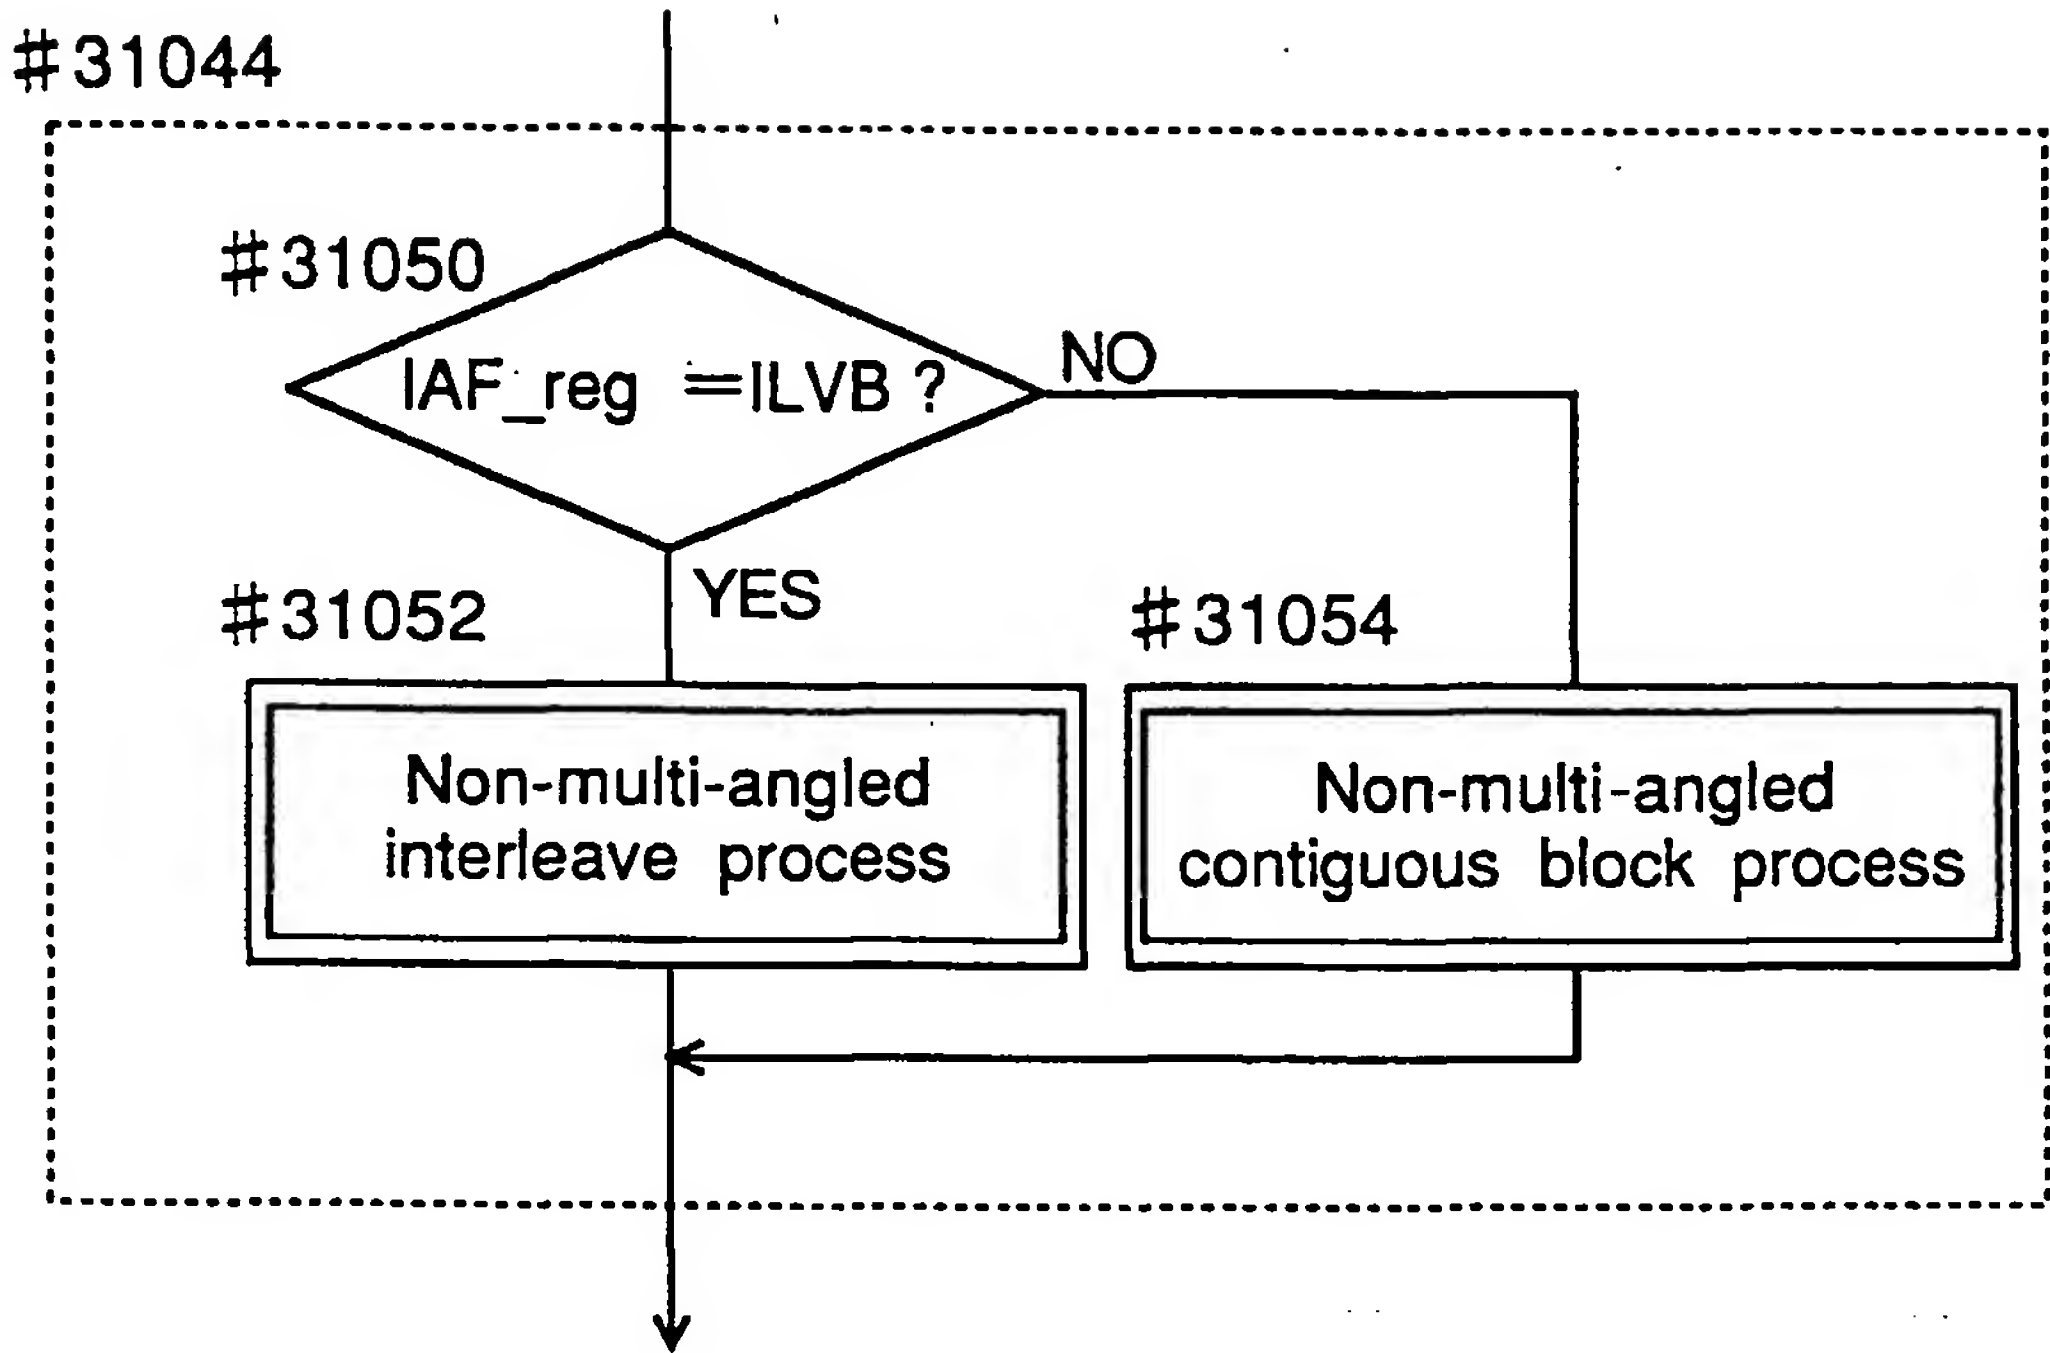 #31044
#31050
IAF_reg =ILVB ?
NO
YES
#31052
#31054
Non-multi-angled
interleave process
Non-multi-angled
contiguous block process